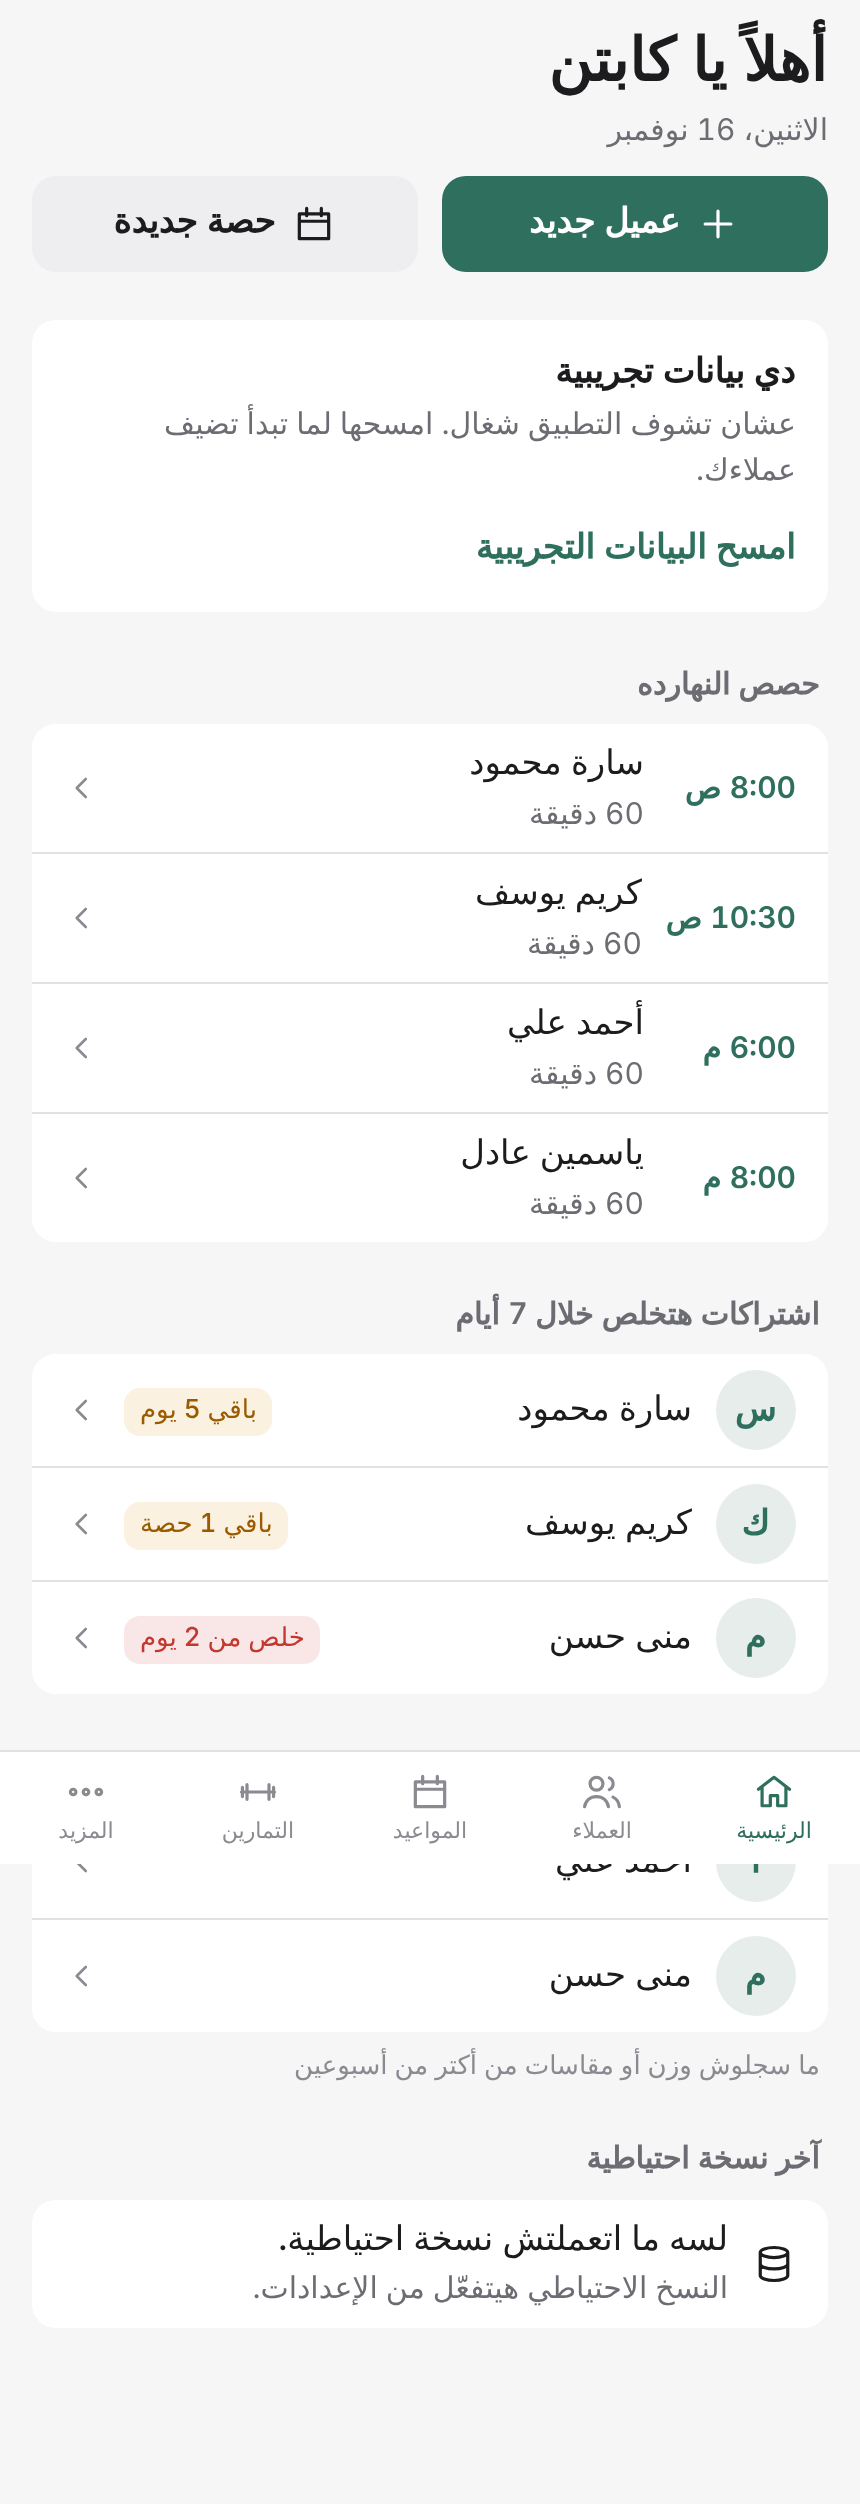 أهلاً يا كابتن
الاثنين، 16 نوفمبر
عميل جديد
حصة جديدة
دي بيانات تجريبية
عشان تشوف التطبيق شغال. امسحها لما تبدأ تضيف
عملاءك.
امسح البيانات التجريبية
حصص النهارده
8:00 ص
سارة محمود
60 دقيقة
10:30 ص
كريم يوسف
60 دقيقة
6:00 م
أحمد علي
60 دقيقة
8:00 م
ياسمين عادل
60 دقيقة
اشتراكات هتخلص خلال 7 أيام
س سارة محمود باقي 5 يوم
ك كريم يوسف باقي 1 حصة
م منى حسن خلص من 2 يوم
الرئيسية
العملاء
المواعيد
التمارين
المزيد
أحمد علي
م منى حسن
ما سجلوش وزن أو مقاسات من أكتر من أسبوعين
آخر نسخة احتياطية
لسه ما اتعملتش نسخة احتياطية.
النسخ الاحتياطي هيتفعّل من الإعدادات.